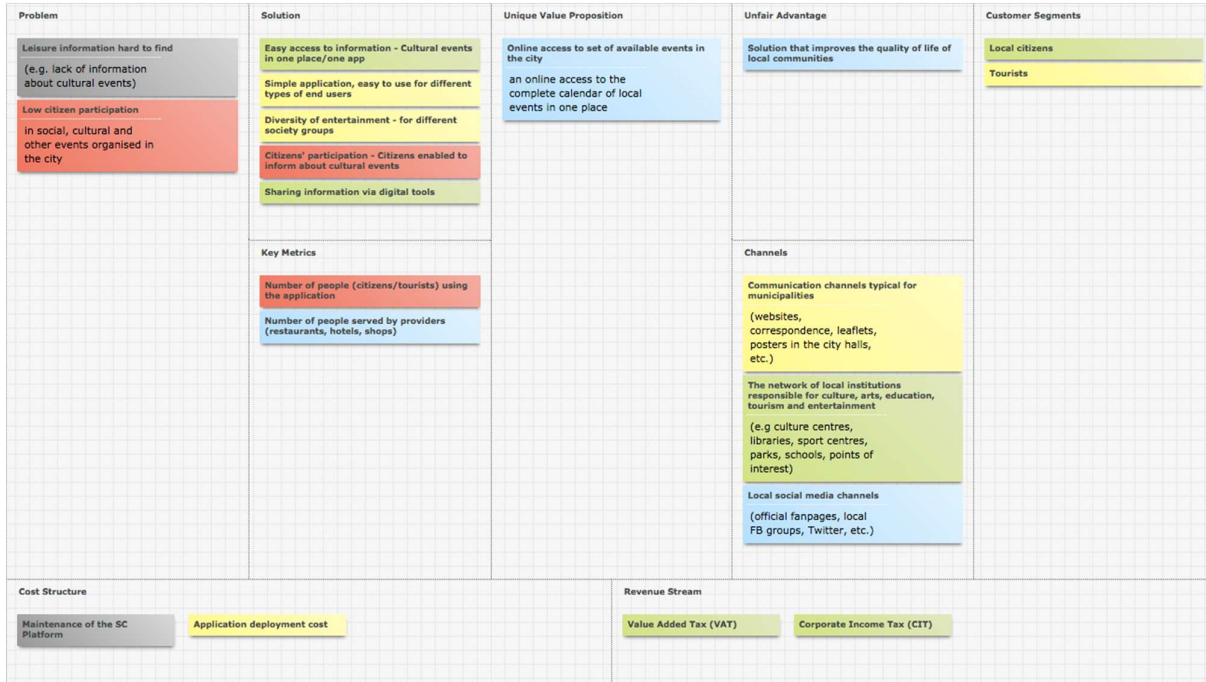 Problem
Leisure information hard to find
(e.g. lack of information
about cultural events)
Low citizen participation
in social, cultural and
other events organised in
the city
Solution
Easy access to information - Cultural events
in one place/one app
Simple application, easy to use for different
types of end users
Diversity of entertainment - for different
society groups
Citizens' participation - Citizens enabled to
inform about cultural events
Sharing information via digital tools
Key Metrics
Number of people (citizens/tourists) using
the application
Number of people served by providers
(restaurants, hotels, shops)
Unique Value Proposition
Online access to set of available events in
the city
an online access to the
complete calendar of local
events in one place
Unfair Advantage
Solution that improves the quality of life of
local communities
Channels
Communication channels typical for
municipalities
(websites,
correspondence, leaflets,
posters in the city halls,
etc.)
The network of local institutions
responsible for culture, arts, education,
tourism and entertainment
(e.g culture centres,
libraries, sport centres,
parks, schools, points of
interest)
Local social media channels
(official fanpages, local
FB groups, Twitter, etc.)
Customer Segments
Local citizens
Tourists
Cost Structure
Maintenance of the SC
Platform
Application deployment cost
Revenue Stream
Value Added Tax (VAT)
Corporate Income Tax (CIT)